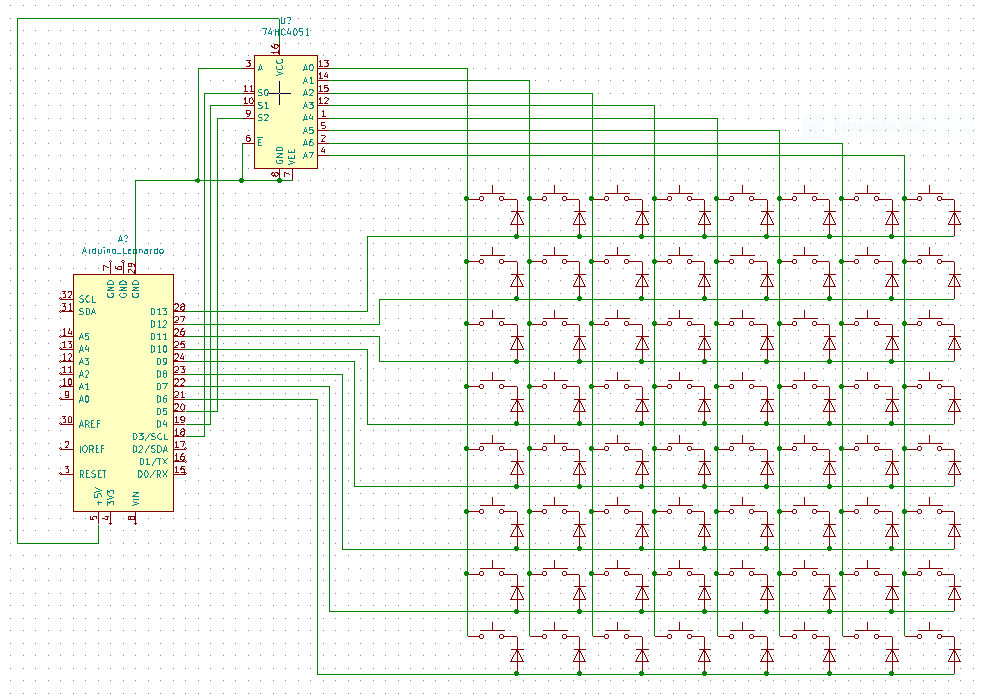 U?
74HC4051
16
VCC
3 A A0 13
A1 14
11 S0 A2 15
10 S1 A3 12
9 S2 A4 1
A5 5
6 E A6 2
A7 4
GND VEE
8 7
A?
Arduino_Leonardo
7 6 29
GND GND GND
32 SCL
31 SDA D13 28
D12 27
14 A5 D11 26
13 A4 D10 25
12 A3 D9 24
11 A2 D8 23
10 A1 D7 22
9 A0 D6 21
D5 20
30 AREF D4 19
D3/SCL 18
2 IOREF D2/SDA 17
D1/TX 16
3 RESET D0/RX 15
+5V 3V3 VIN
5 4 8